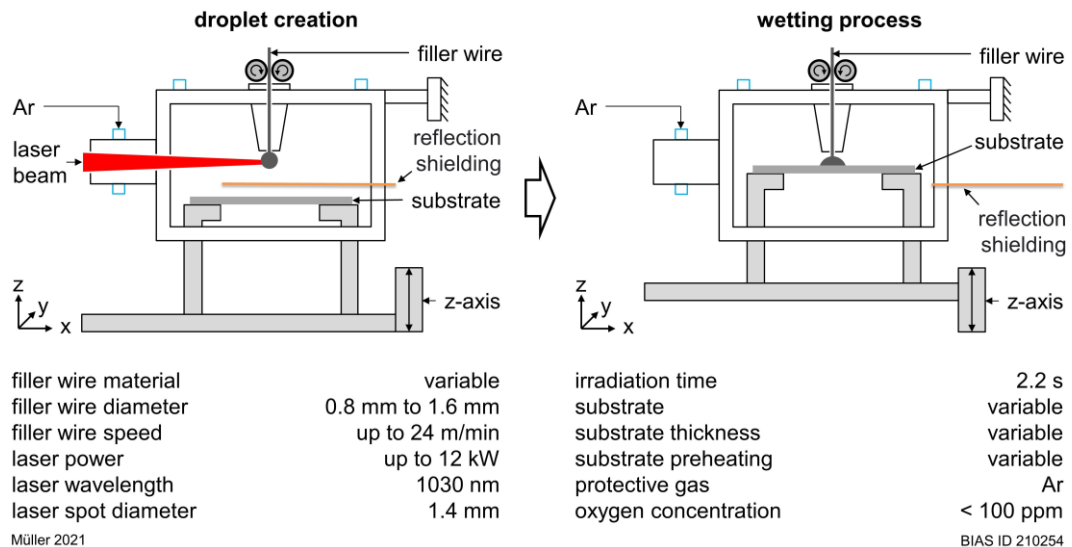 droplet creation
filler wire
Ar
laser
beam
reflection
shielding
substrate
z
y
x
z-axis
wetting process
filler wire
Ar
substrate
reflection
shielding
z
y
x
z-axis
filler wire material variable
filler wire diameter 0.8 mm to 1.6 mm
filler wire speed up to 24 m/min
laser power up to 12 kW
laser wavelength 1030 nm
laser spot diameter 1.4 mm
irradiation time 2.2 s
substrate variable
substrate thickness variable
substrate preheating variable
protective gas Ar
oxygen concentration < 100 ppm
Müller 2021
BIAS ID 210254